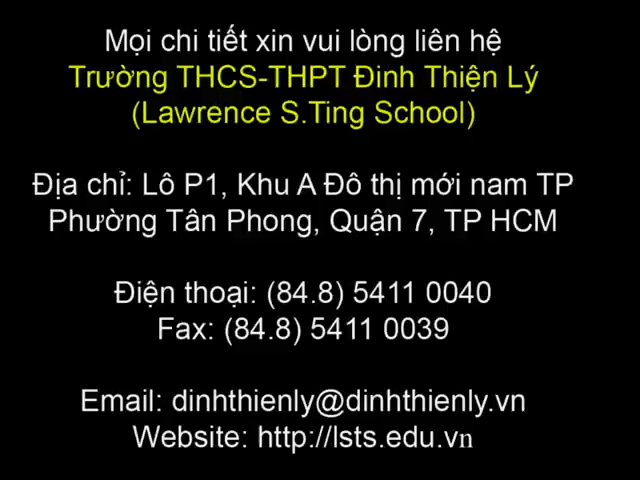 Mọi chi tiết xin vui lòng liên hệ
Trường THCS-THPT Đinh Thiện Lý
(Lawrence S.Ting School)
Địa chỉ: Lô P1, Khu A Đô thị mới nam TP
Phường Tân Phong, Quận 7, TP HCM
Điện thoại: (84.8) 5411 0040
Fax: (84.8) 5411 0039
Email: dinhthienly@dinhthienly.vn
Website: http://lsts.edu.vn